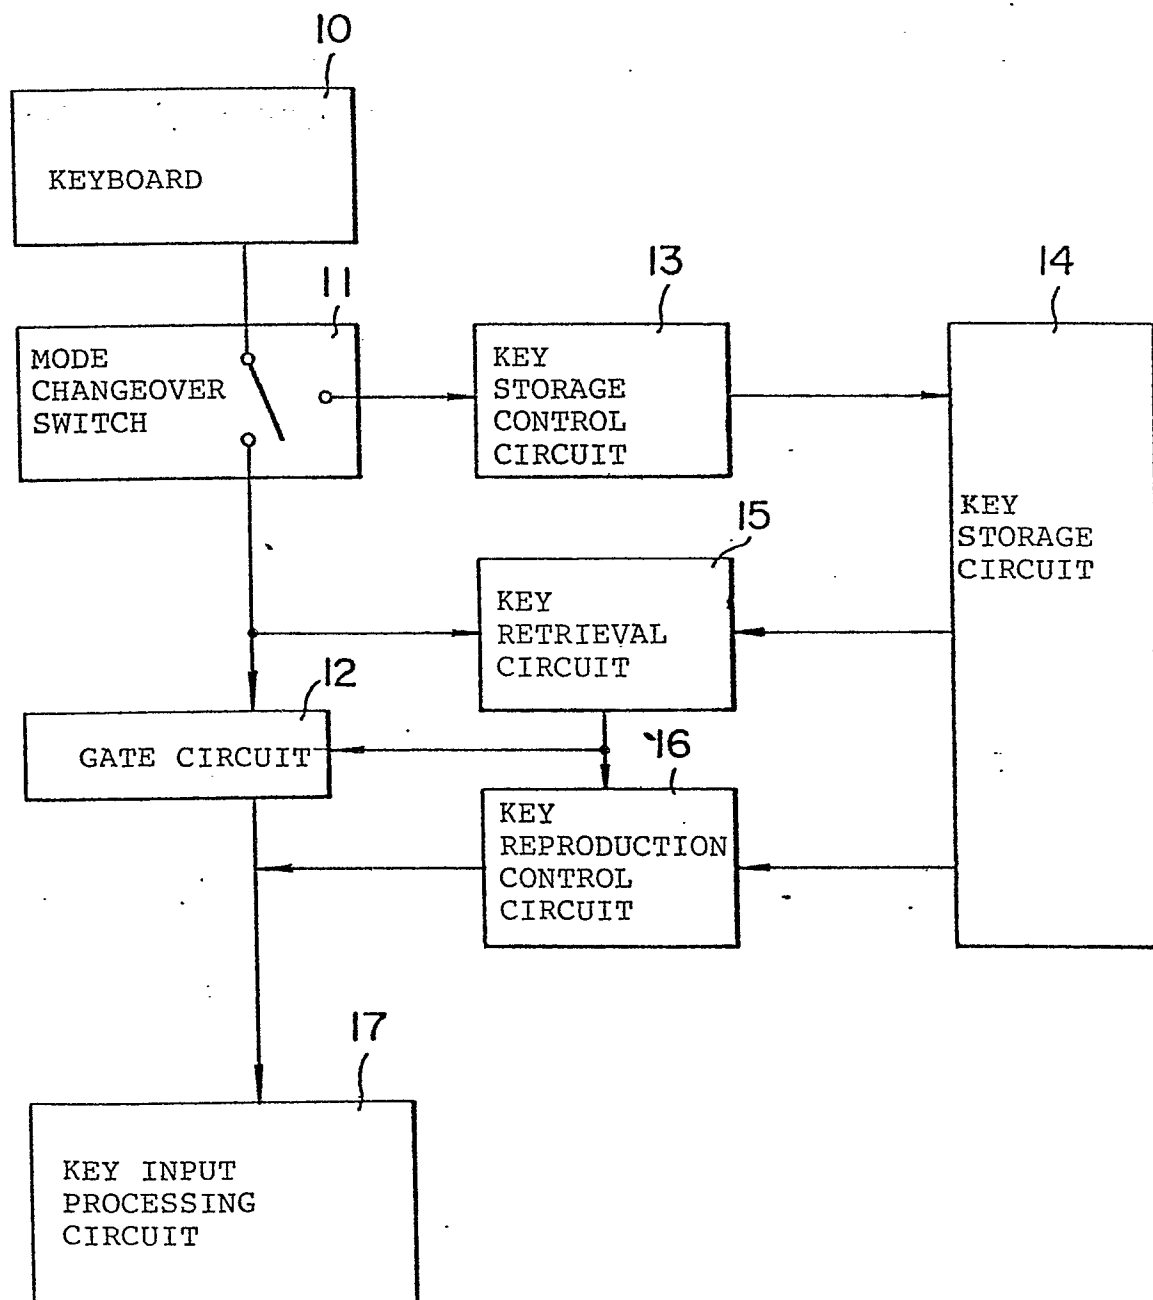 10
KEYBOARD
11
MODE
CHANGEOVER
SWITCH
13
KEY
STORAGE
CONTROL
CIRCUIT
14
KEY
STORAGE
CIRCUIT
15
KEY
RETRIEVAL
CIRCUIT
12
GATE CIRCUIT
16
KEY
REPRODUCTION
CONTROL
CIRCUIT
17
KEY INPUT
PROCESSING
CIRCUIT